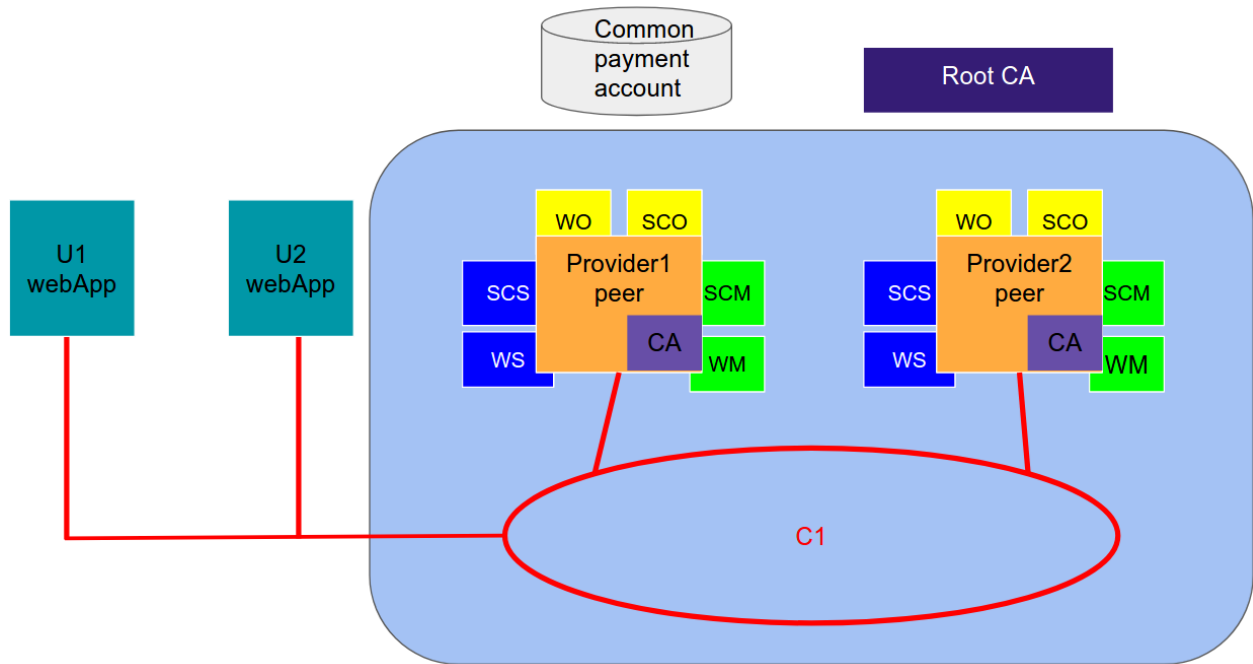 Common
payment
account
Root CA
U1
webApp
U2
webApp
WO
SCO
Provider1
peer
SCS
SCM
CA
WS
WM
WO
SCO
Provider2
peer
SCS
SCM
CA
WS
WM
C1